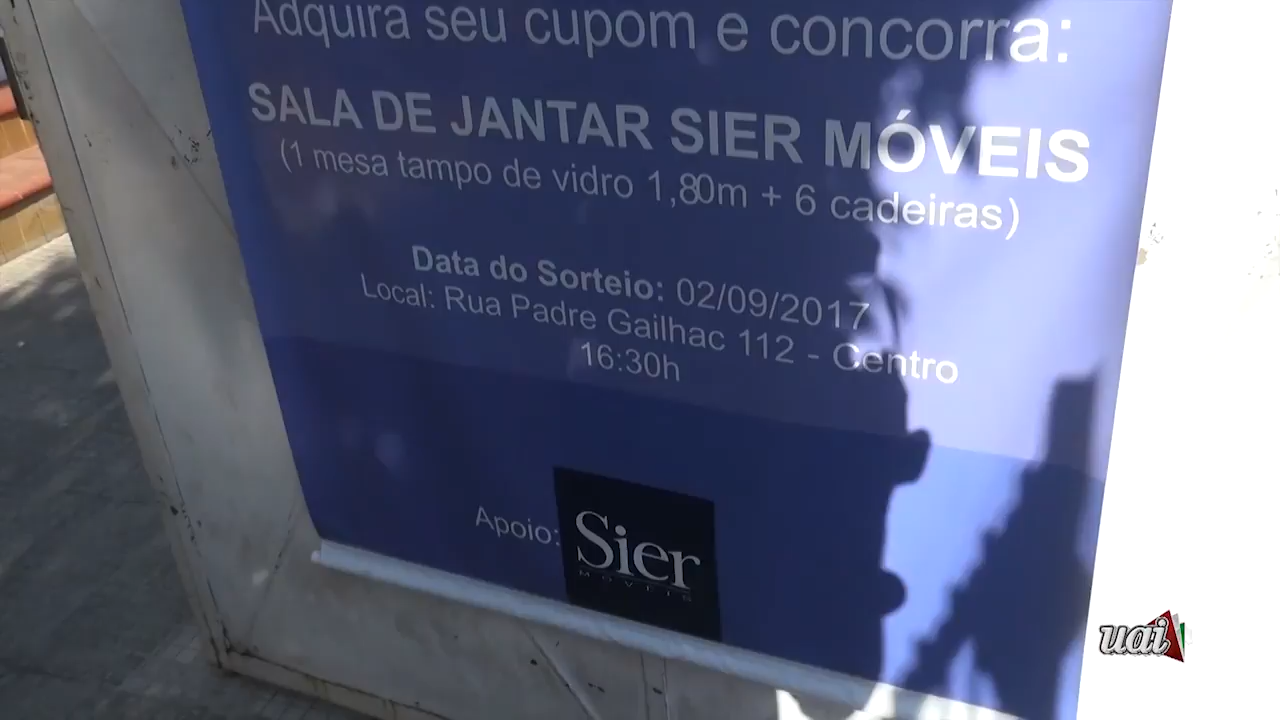 Adquira seu cupom e concorra:
SALA DE JANTAR SIER MÓVEIS
(1 mesa tampo de vidro 1,80m + 6 cadeiras)
Data do Sorteio: 02/09/2017
Local: Rua Padre Gailhac 112 - Centro
16:30h
Apoio:
Sier
MÓVEIS
uai